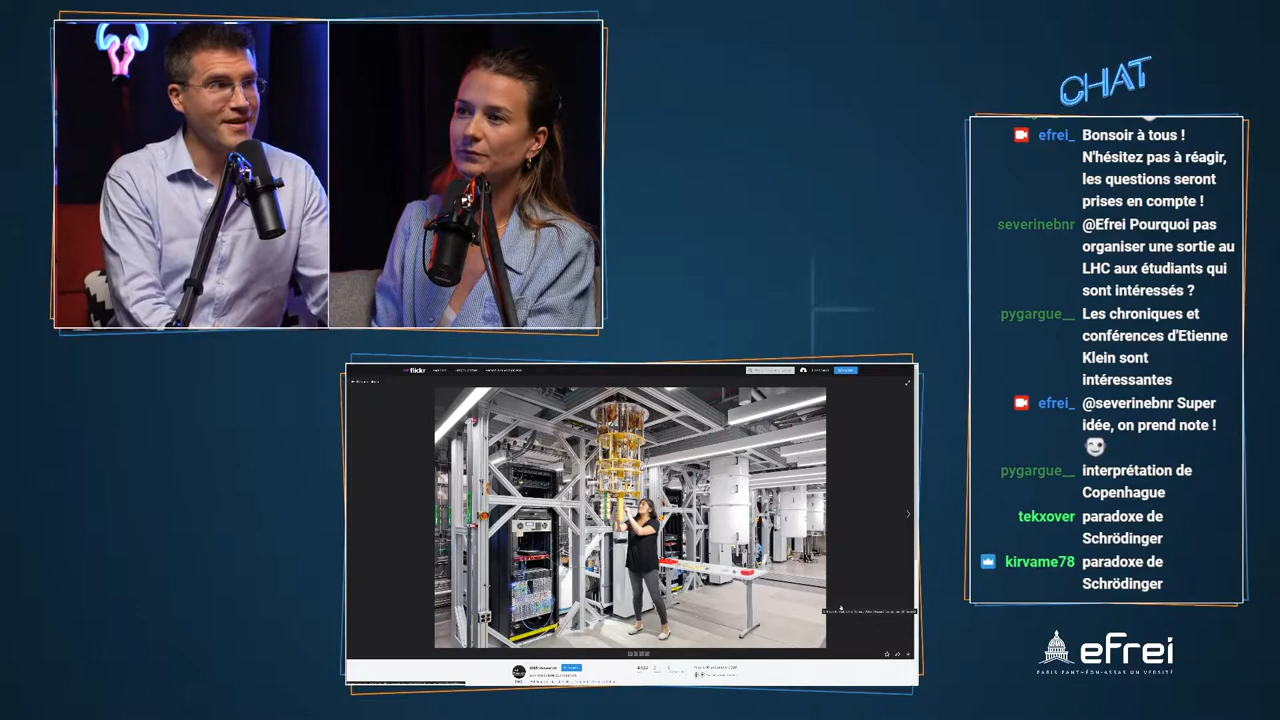 CHAT
efrei_ Bonsoir à tous !
N'hésitez pas à réagir,
les questions seront
prises en compte !
severinebnr @Efrei Pourquoi pas
organiser une sortie au
LHC aux étudiants qui
sont intéressés ?
pygargue__ Les chroniques et
conférences d'Etienne
Klein sont
intéressantes
efrei_ @severinebnr Super
idée, on prend note !
pygargue__ interprétation de
Copenhague
tekxover paradoxe de
Schrödinger
kirvame78 paradoxe de
Schrödinger
flickr
efrei
PARIS PANTHÉON-ASSAS UNIVERSITÉ